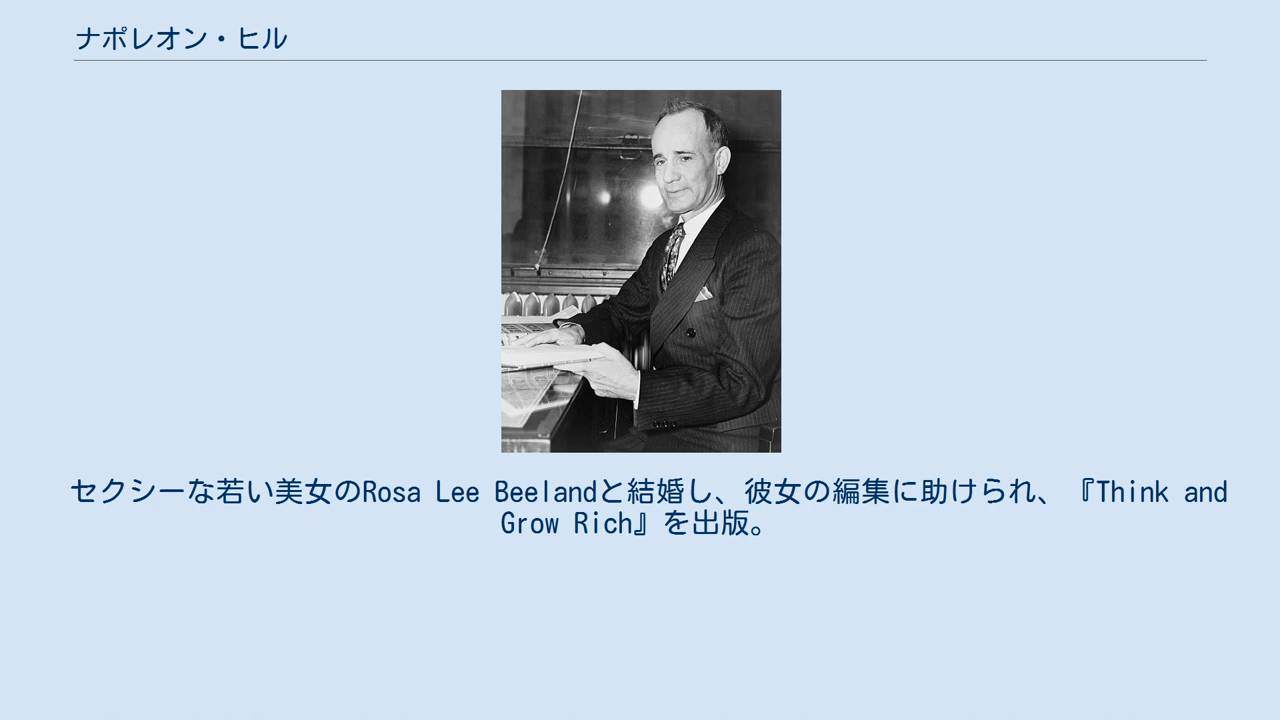 ナポレオン・ヒル
セクシーな若い美女のRosa Lee Beelandと結婚し、彼女の編集に助けられ、『Think and
Grow Rich』を出版。